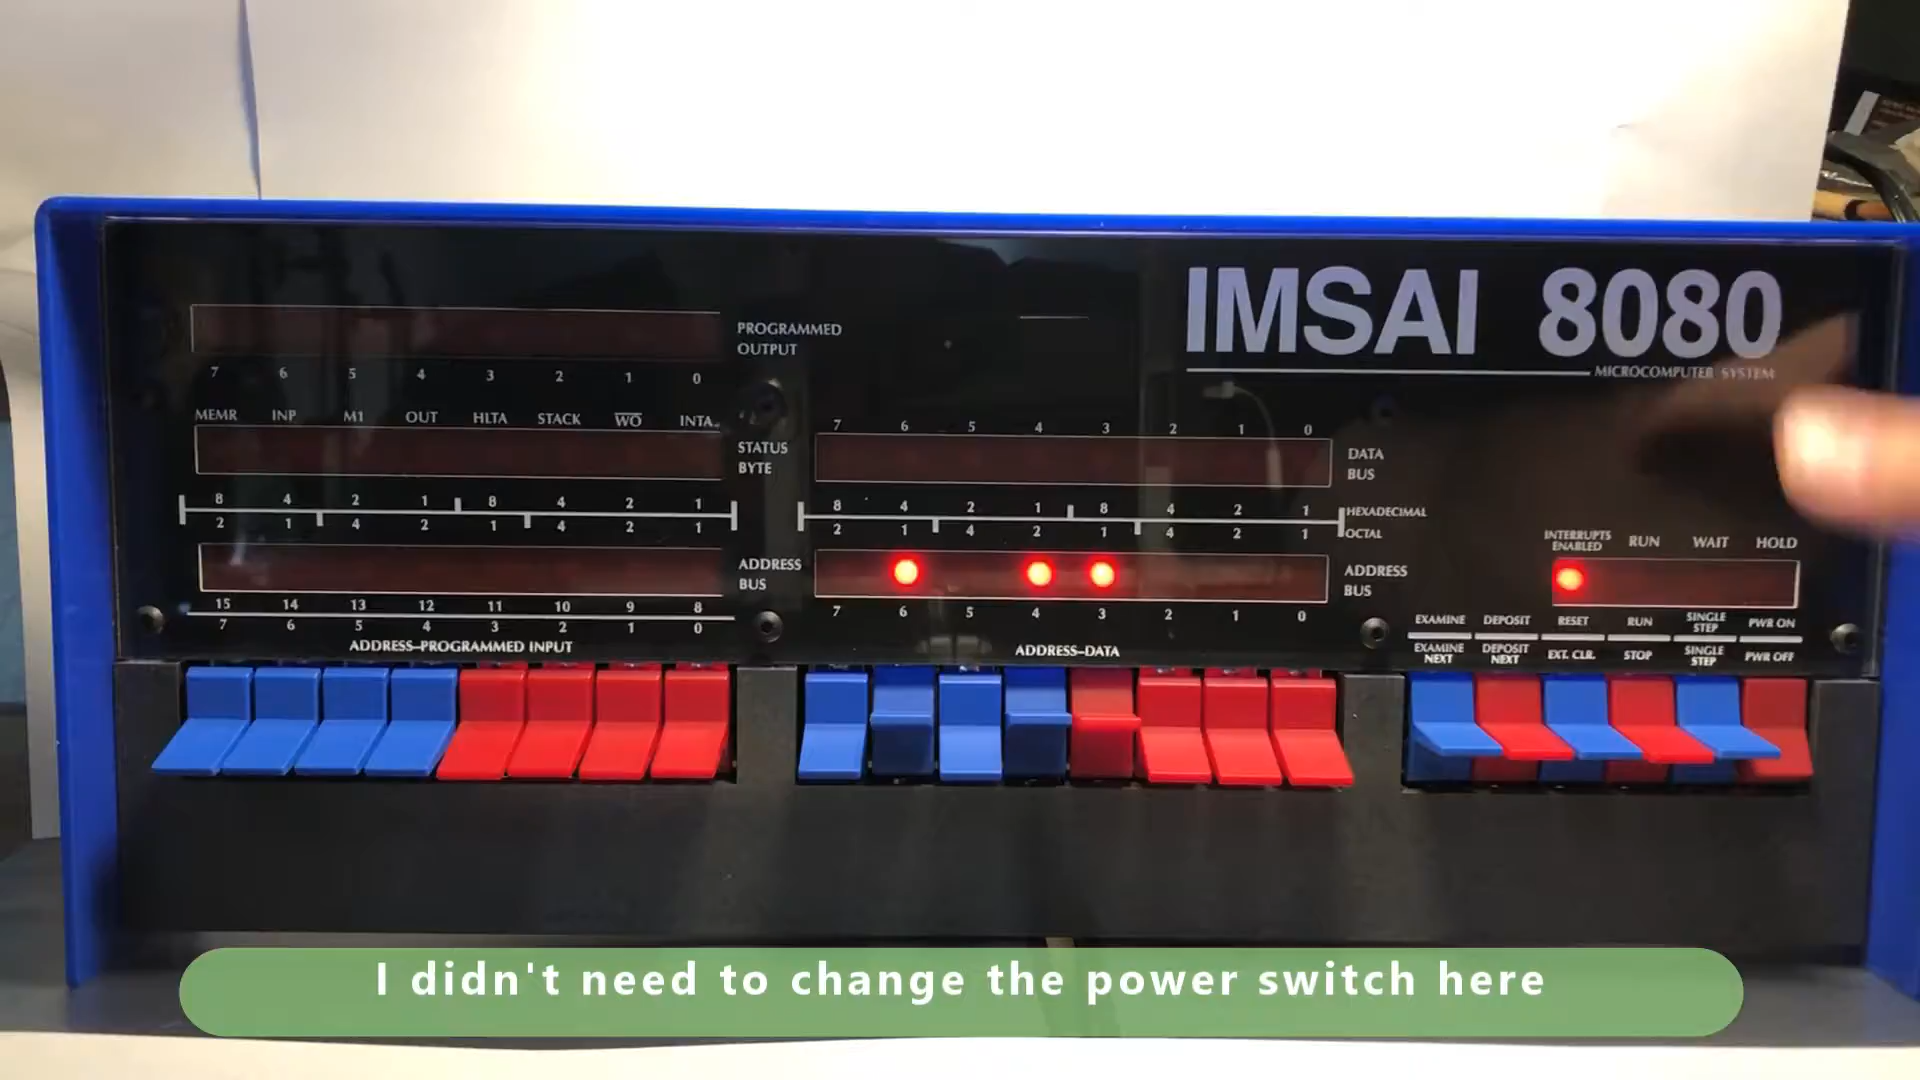 IMSAI 8080
MICROCOMPUTER SYSTEM
PROGRAMMED
OUTPUT
7 6 5 4 3 2 1 0
MEMR INP M1 OUT HLTA STACK WO INTA
STATUS
BYTE
7 6 5 4 3 2 1 0
DATA
BUS
8 4 2 1 8 4 2 1
2 1 4 2 1 4 2 1
8 4 2 1 8 4 2 1
HEXADECIMAL
2 1 4 2 1 4 2 1
OCTAL
ADDRESS
BUS
15 14 13 12 11 10 9 8
7 6 5 4 3 2 1 0
ADDRESS–PROGRAMMED INPUT
ADDRESS
BUS
7 6 5 4 3 2 1 0
ADDRESS–DATA
INTERRUPTS
ENABLED
RUN WAIT HOLD
EXAMINE
EXAMINE
NEXT
DEPOSIT
DEPOSIT
NEXT
RESET
EXT. CLR.
RUN
STOP
SINGLE
STEP
SINGLE
STEP
PWR ON
PWR OFF
I didn't need to change the power switch here